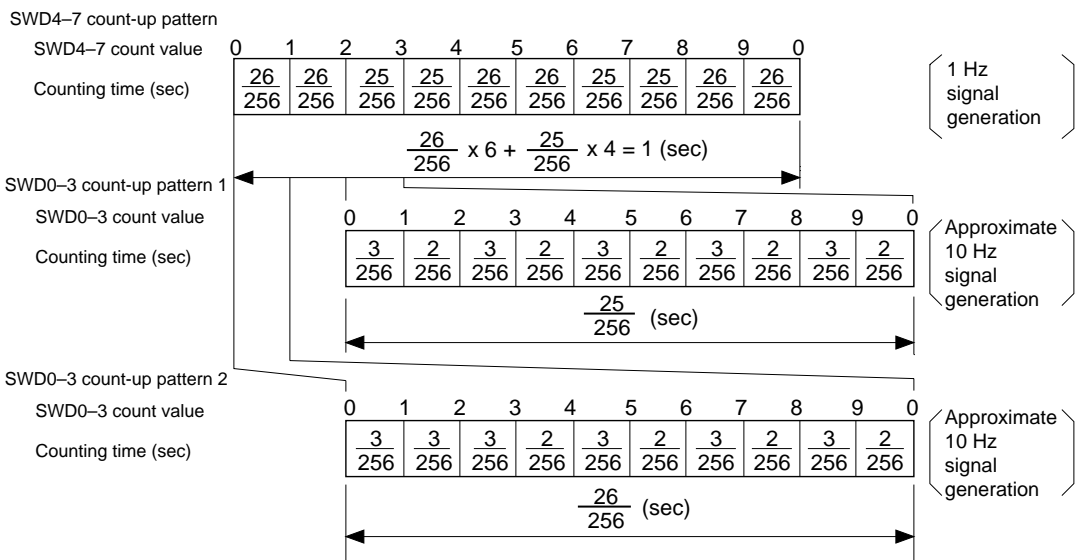 SWD4–7 count-up pattern
SWD4–7 count value 0 1 2 3 4 5 6 7 8 9 0
Counting time (sec) 26/256 26/256 25/256 25/256 26/256 26/256 25/256 25/256 26/256 26/256
1 Hz
signal
generation
26/256 x 6 + 25/256 x 4 = 1 (sec)
SWD0–3 count-up pattern 1
SWD0–3 count value 0 1 2 3 4 5 6 7 8 9 0
Counting time (sec) 3/256 2/256 3/256 2/256 3/256 2/256 3/256 2/256 3/256 2/256
Approximate
10 Hz
signal
generation
25/256 (sec)
SWD0–3 count-up pattern 2
SWD0–3 count value 0 1 2 3 4 5 6 7 8 9 0
Counting time (sec) 3/256 3/256 3/256 2/256 3/256 2/256 3/256 2/256 3/256 2/256
Approximate
10 Hz
signal
generation
26/256 (sec)